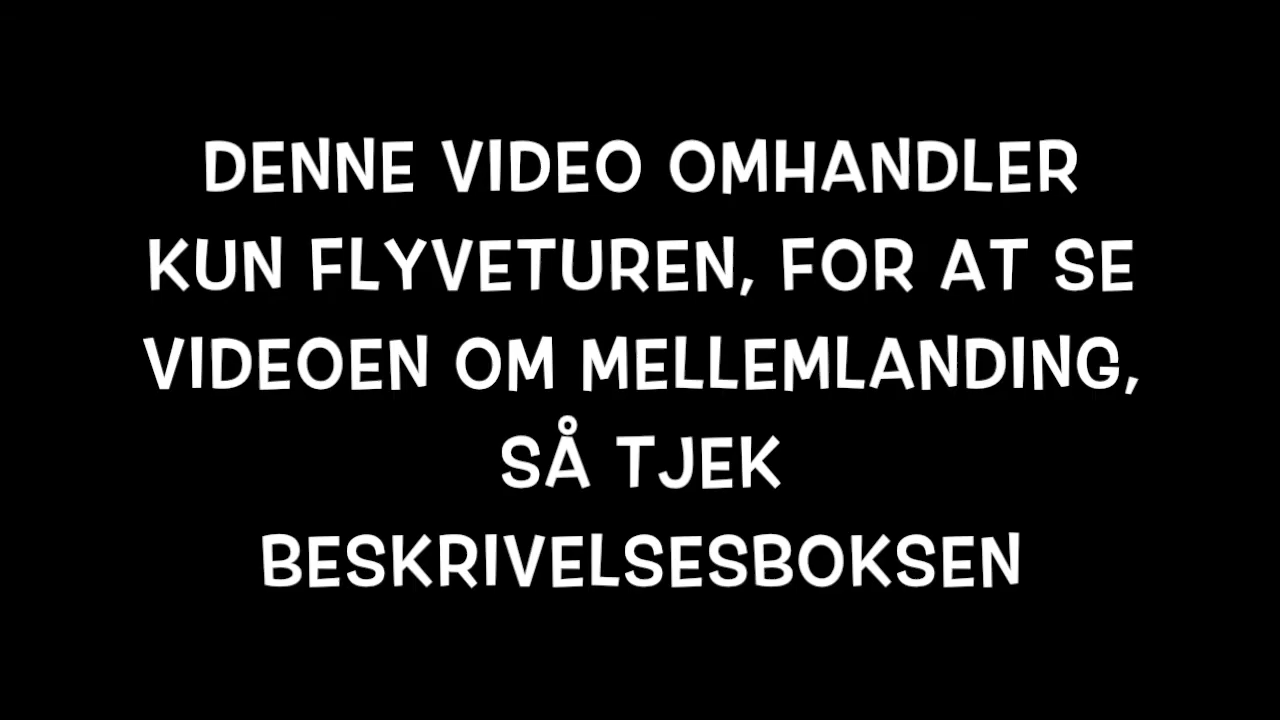 DENNE VIDEO OMHANDLER
KUN FLYVETUREN, FOR AT SE
VIDEOEN OM MELLEMLANDING,
SÅ TJEK
BESKRIVELSESBOKSEN